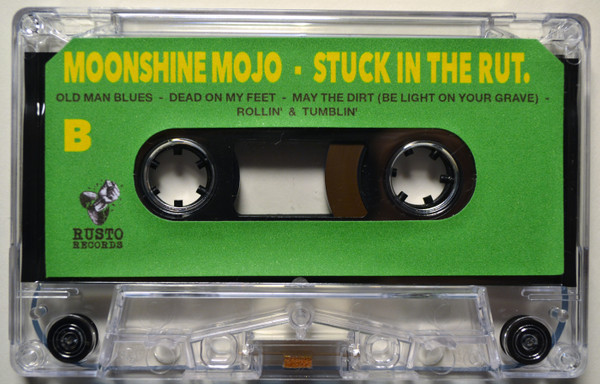 MOONSHINE MOJO - STUCK IN THE RUT.
OLD MAN BLUES - DEAD ON MY FEET - MAY THE DIRT (BE LIGHT ON YOUR GRAVE) -
ROLLIN' & TUMBLIN'
B
RUSTO
RECORDS